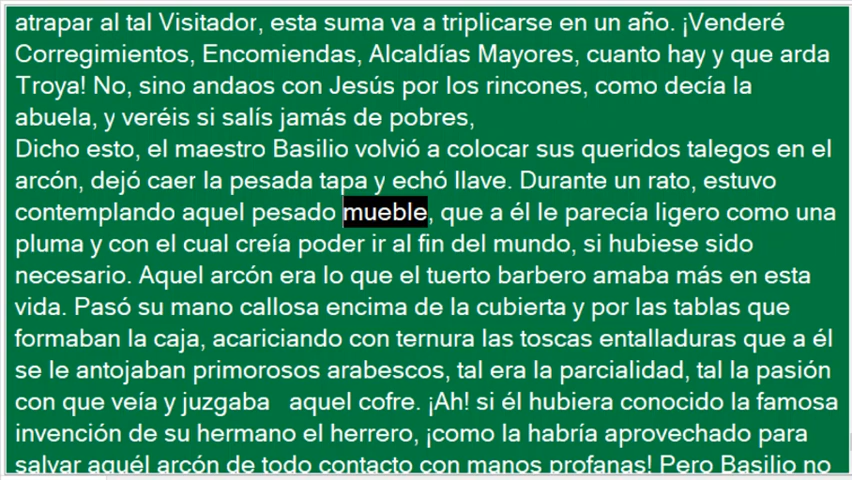 atrapar al tal Visitador, esta suma va a triplicarse en un año. ¡Venderé
Corregimientos, Encomiendas, Alcaldías Mayores, cuanto hay y que arda
Troya! No, sino andaos con Jesús por los rincones, como decía la
abuela, y veréis si salís jamás de pobres,
Dicho esto, el maestro Basilio volvió a colocar sus queridos talegos en el
arcón, dejó caer la pesada tapa y echó llave. Durante un rato, estuvo
contemplando aquel pesado mueble, que a él le parecía ligero como una
pluma y con el cual creía poder ir al fin del mundo, si hubiese sido
necesario. Aquel arcón era lo que el tuerto barbero amaba más en esta
vida. Pasó su mano callosa encima de la cubierta y por las tablas que
formaban la caja, acariciando con ternura las toscas entalladuras que a él
se le antojaban primorosos arabescos, tal era la parcialidad, tal la pasión
con que veía y juzgaba   aquel cofre. ¡Ah! si él hubiera conocido la famosa
invención de su hermano el herrero, ¡como la habría aprovechado para
salvar aquél arcón de todo contacto con manos profanas! Pero Basilio no